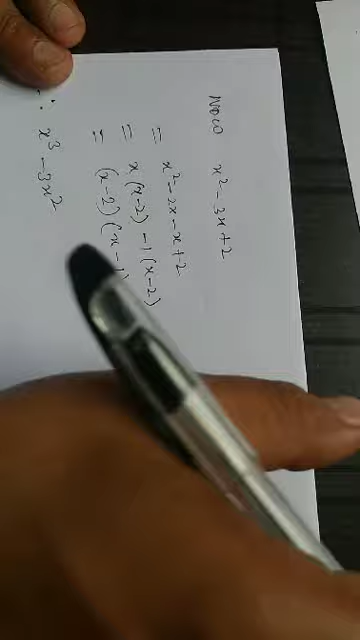 Now x² - 3x + 2
= x² - 2x - x + 2
= x (x-2) - 1 (x-2)
= (x-2) (x-1)
∴ x³ - 3x²